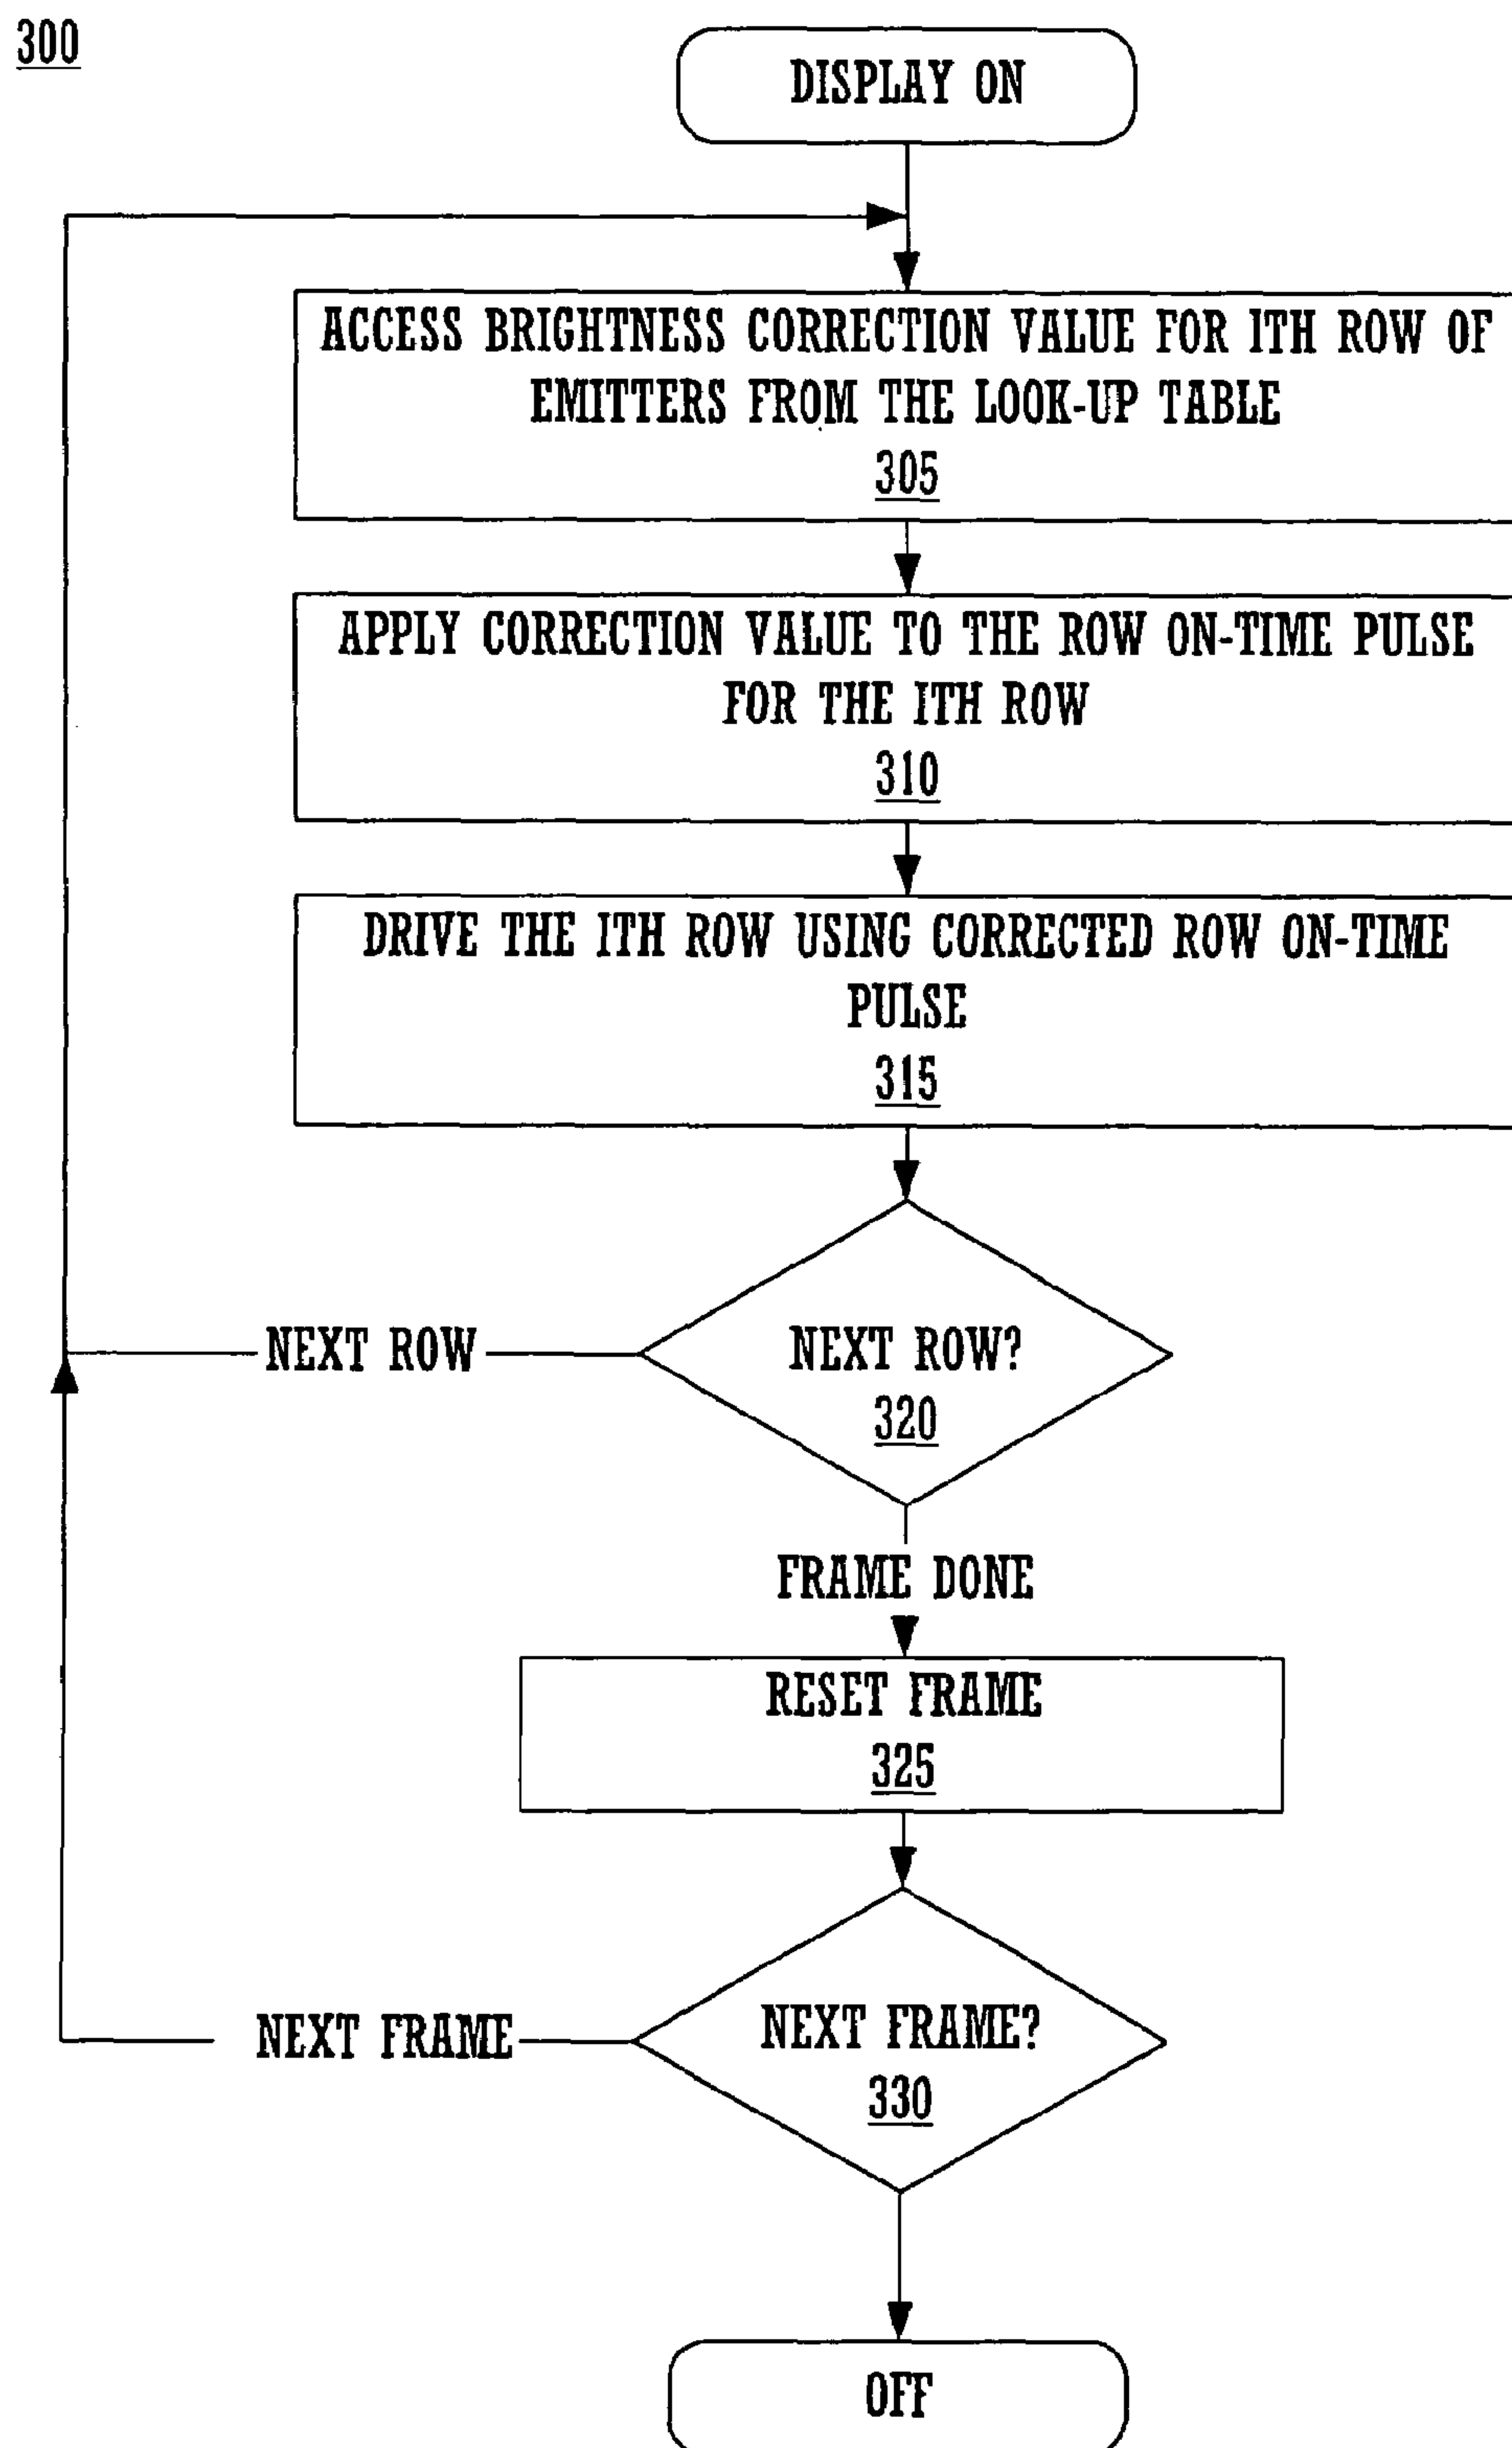 300
DISPLAY ON
ACCESS BRIGHTNESS CORRECTION VALUE FOR ITH ROW OF
EMITTERS FROM THE LOOK-UP TABLE
305
APPLY CORRECTION VALUE TO THE ROW ON-TIME PULSE
FOR THE ITH ROW
310
DRIVE THE ITH ROW USING CORRECTED ROW ON-TIME
PULSE
315
NEXT ROW
NEXT ROW?
320
FRAME DONE
RESET FRAME
325
NEXT FRAME
NEXT FRAME?
330
OFF